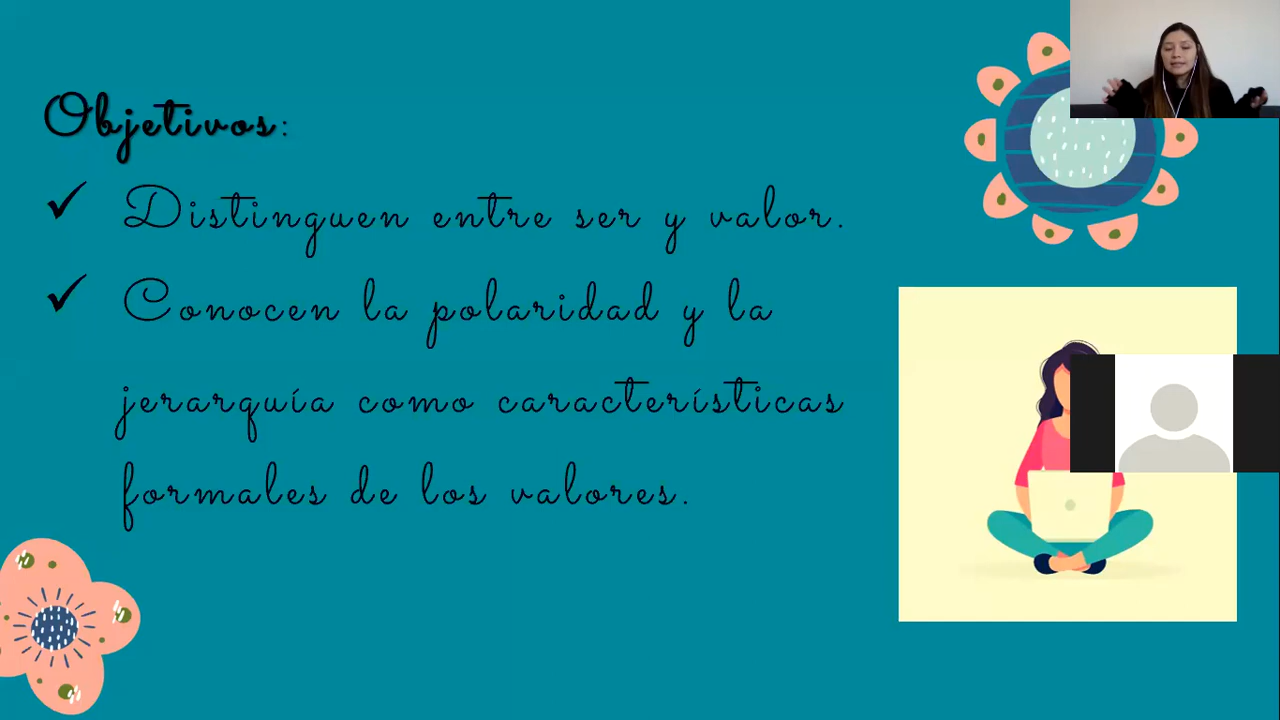 Objetivos:
✓ Distinguen entre ser y valor.
✓ Conocen la polaridad y la
jerarquía como características
formales de los valores.